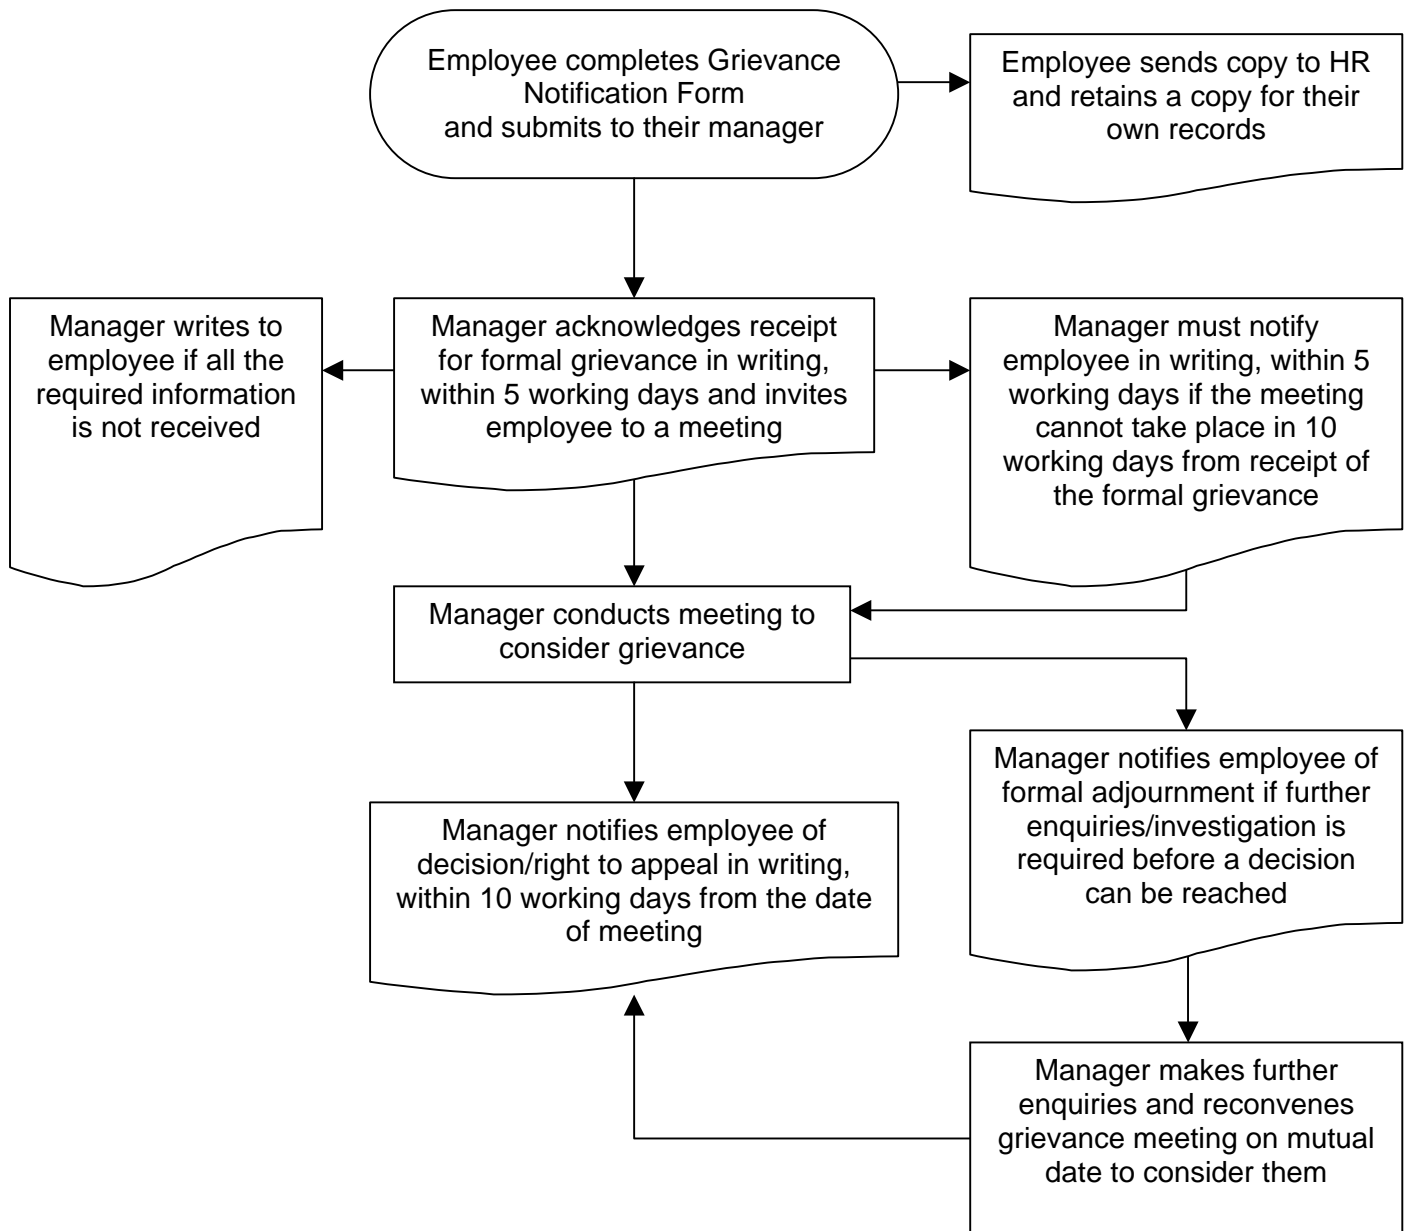 Employee completes Grievance
Notification Form
and submits to their manager
Employee sends copy to HR
and retains a copy for their
own records
Manager writes to
employee if all the
required information
is not received
Manager acknowledges receipt
for formal grievance in writing,
within 5 working days and invites
employee to a meeting
Manager must notify
employee in writing, within 5
working days if the meeting
cannot take place in 10
working days from receipt of
the formal grievance
Manager conducts meeting to
consider grievance
Manager notifies employee of
decision/right to appeal in writing,
within 10 working days from the date
of meeting
Manager notifies employee of
formal adjournment if further
enquiries/investigation is
required before a decision
can be reached
Manager makes further
enquiries and reconvenes
grievance meeting on mutual
date to consider them